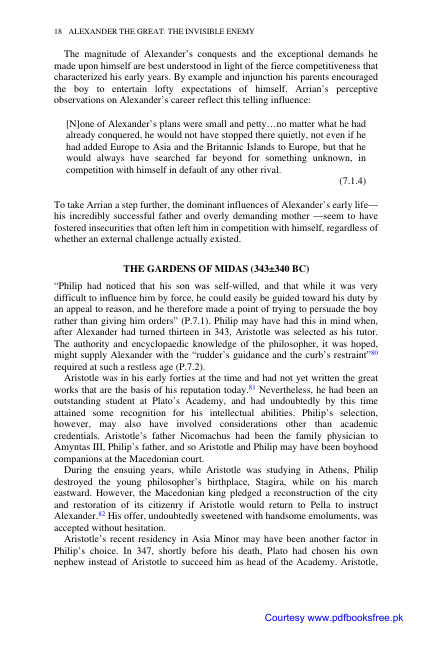 18 ALEXANDER THE GREAT: THE INVISIBLE ENEMY
The magnitude of Alexander's conquests and the exceptional demands he
made upon himself are best understood in light of the fierce competitiveness that
characterized his early years. By example and injunction his parents encouraged
the boy to entertain lofty expectations of himself. Arrian's perceptive
observations on Alexander's career reflect this telling influence:
[N]one of Alexander's plans were small and petty…no matter what he had
already conquered, he would not have stopped there quietly, not even if he
had added Europe to Asia and the Britannic Islands to Europe, but that he
would always have searched far beyond for something unknown, in
competition with himself in default of any other rival.
(7.1.4)
To take Arrian a step further, the dominant influences of Alexander's early life—
his incredibly successful father and overly demanding mother —seem to have
fostered insecurities that often left him in competition with himself, regardless of
whether an external challenge actually existed.
THE GARDENS OF MIDAS (343±340 BC)
"Philip had noticed that his son was self-willed, and that while it was very
difficult to influence him by force, he could easily be guided toward his duty by
an appeal to reason, and he therefore made a point of trying to persuade the boy
rather than giving him orders" (P.7.1). Philip may have had this in mind when,
after Alexander had turned thirteen in 343, Aristotle was selected as his tutor.
The authority and encyclopaedic knowledge of the philosopher, it was hoped,
might supply Alexander with the "rudder's guidance and the curb's restraint"80
required at such a restless age (P.7.2).
Aristotle was in his early forties at the time and had not yet written the great
works that are the basis of his reputation today.81 Nevertheless, he had been an
outstanding student at Plato's Academy, and had undoubtedly by this time
attained some recognition for his intellectual abilities. Philip's selection,
however, may also have involved considerations other than academic
credentials. Aristotle's father Nicomachus had been the family physician to
Amyntas III, Philip's father, and so Aristotle and Philip may have been boyhood
companions at the Macedonian court.
During the ensuing years, while Aristotle was studying in Athens, Philip
destroyed the young philosopher's birthplace, Stagira, while on his march
eastward. However, the Macedonian king pledged a reconstruction of the city
and restoration of its citizenry if Aristotle would return to Pella to instruct
Alexander.82 His offer, undoubtedly sweetened with handsome emoluments, was
accepted without hesitation.
Aristotle's recent residency in Asia Minor may have been another factor in
Philip's choice. In 347, shortly before his death, Plato had chosen his own
nephew instead of Aristotle to succeed him as head of the Academy. Aristotle,
Courtesy www.pdfbooksfree.pk